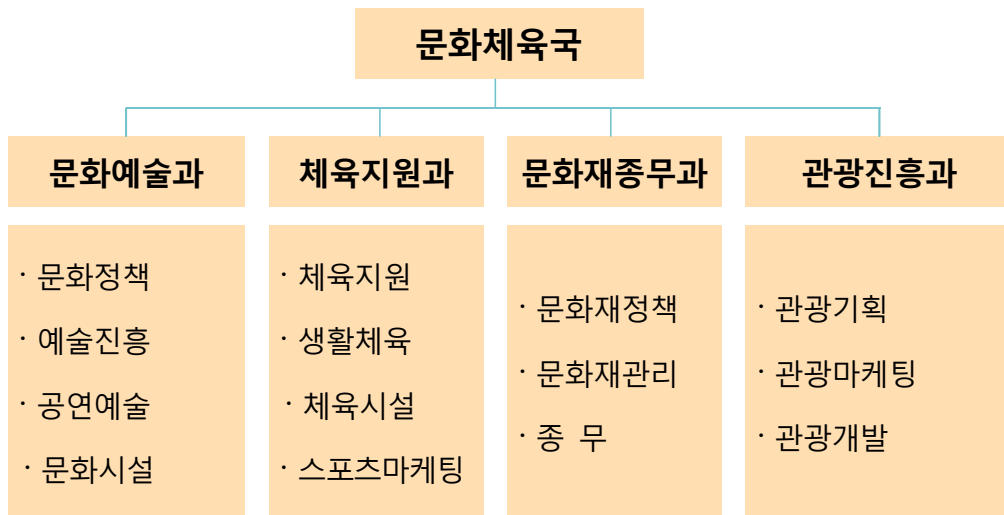 문화체육국
문화예술과
체육지원과
문화재종무과
관광진흥과
· 문화정책
· 예술진흥
· 공연예술
· 문화시설
· 체육지원
· 생활체육
· 체육시설
· 스포츠마케팅
· 문화재정책
· 문화재관리
· 종 무
· 관광기획
· 관광마케팅
· 관광개발